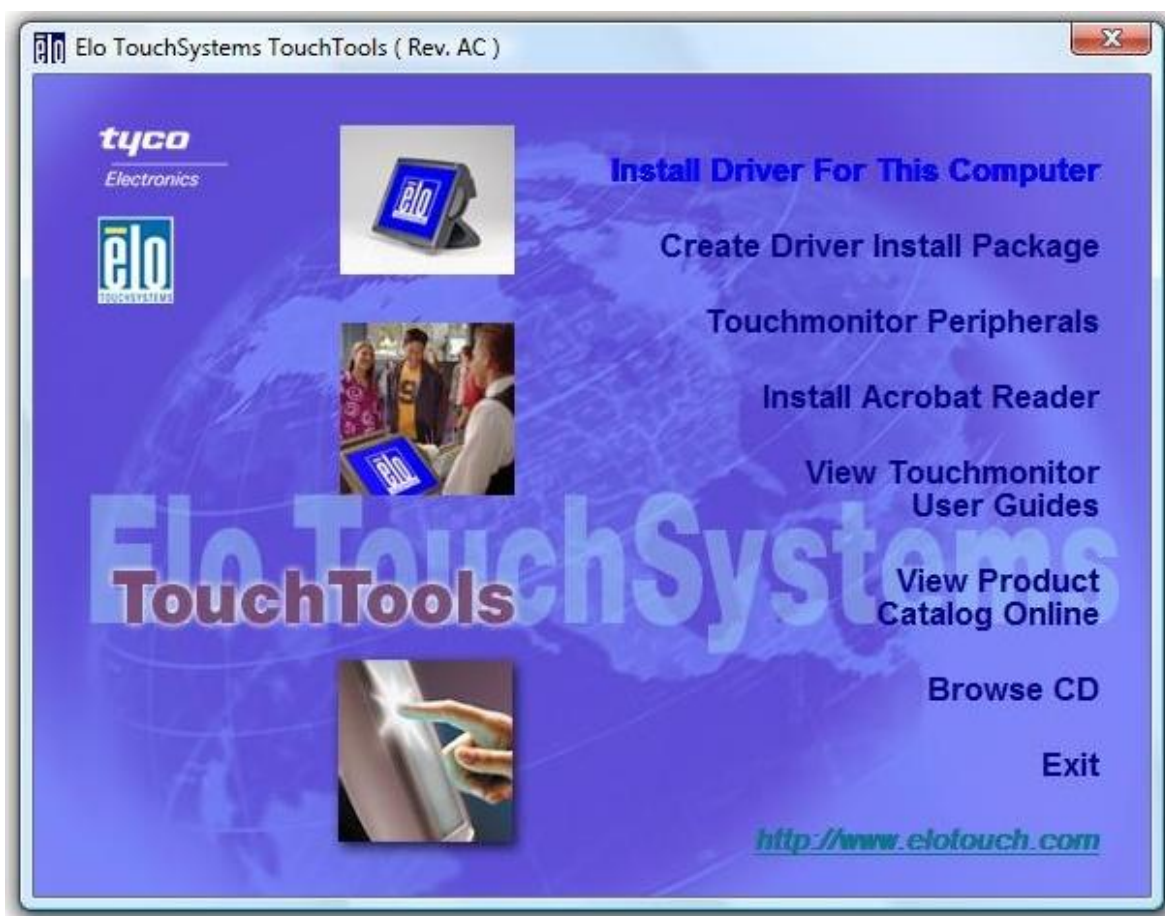 Elo TouchSystems TouchTools ( Rev. AC )
tyco
Electronics
elo
TOUCHSYSTEMS
elo
elo
Install Driver For This Computer
Create Driver Install Package
Touchmonitor Peripherals
Install Acrobat Reader
View Touchmonitor
User Guides
Elo TouchSystems
TouchTools
View Product
Catalog Online
Browse CD
Exit
http://www.elotouch.com